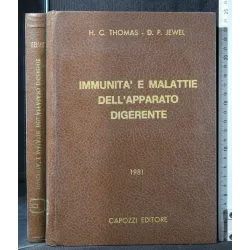 H. C. THOMAS - D. P. JEWEL
IMMUNITA' E MALATTIE
DELL'APPARATO
DIGERENTE
1981
CAPOZZI EDITORE